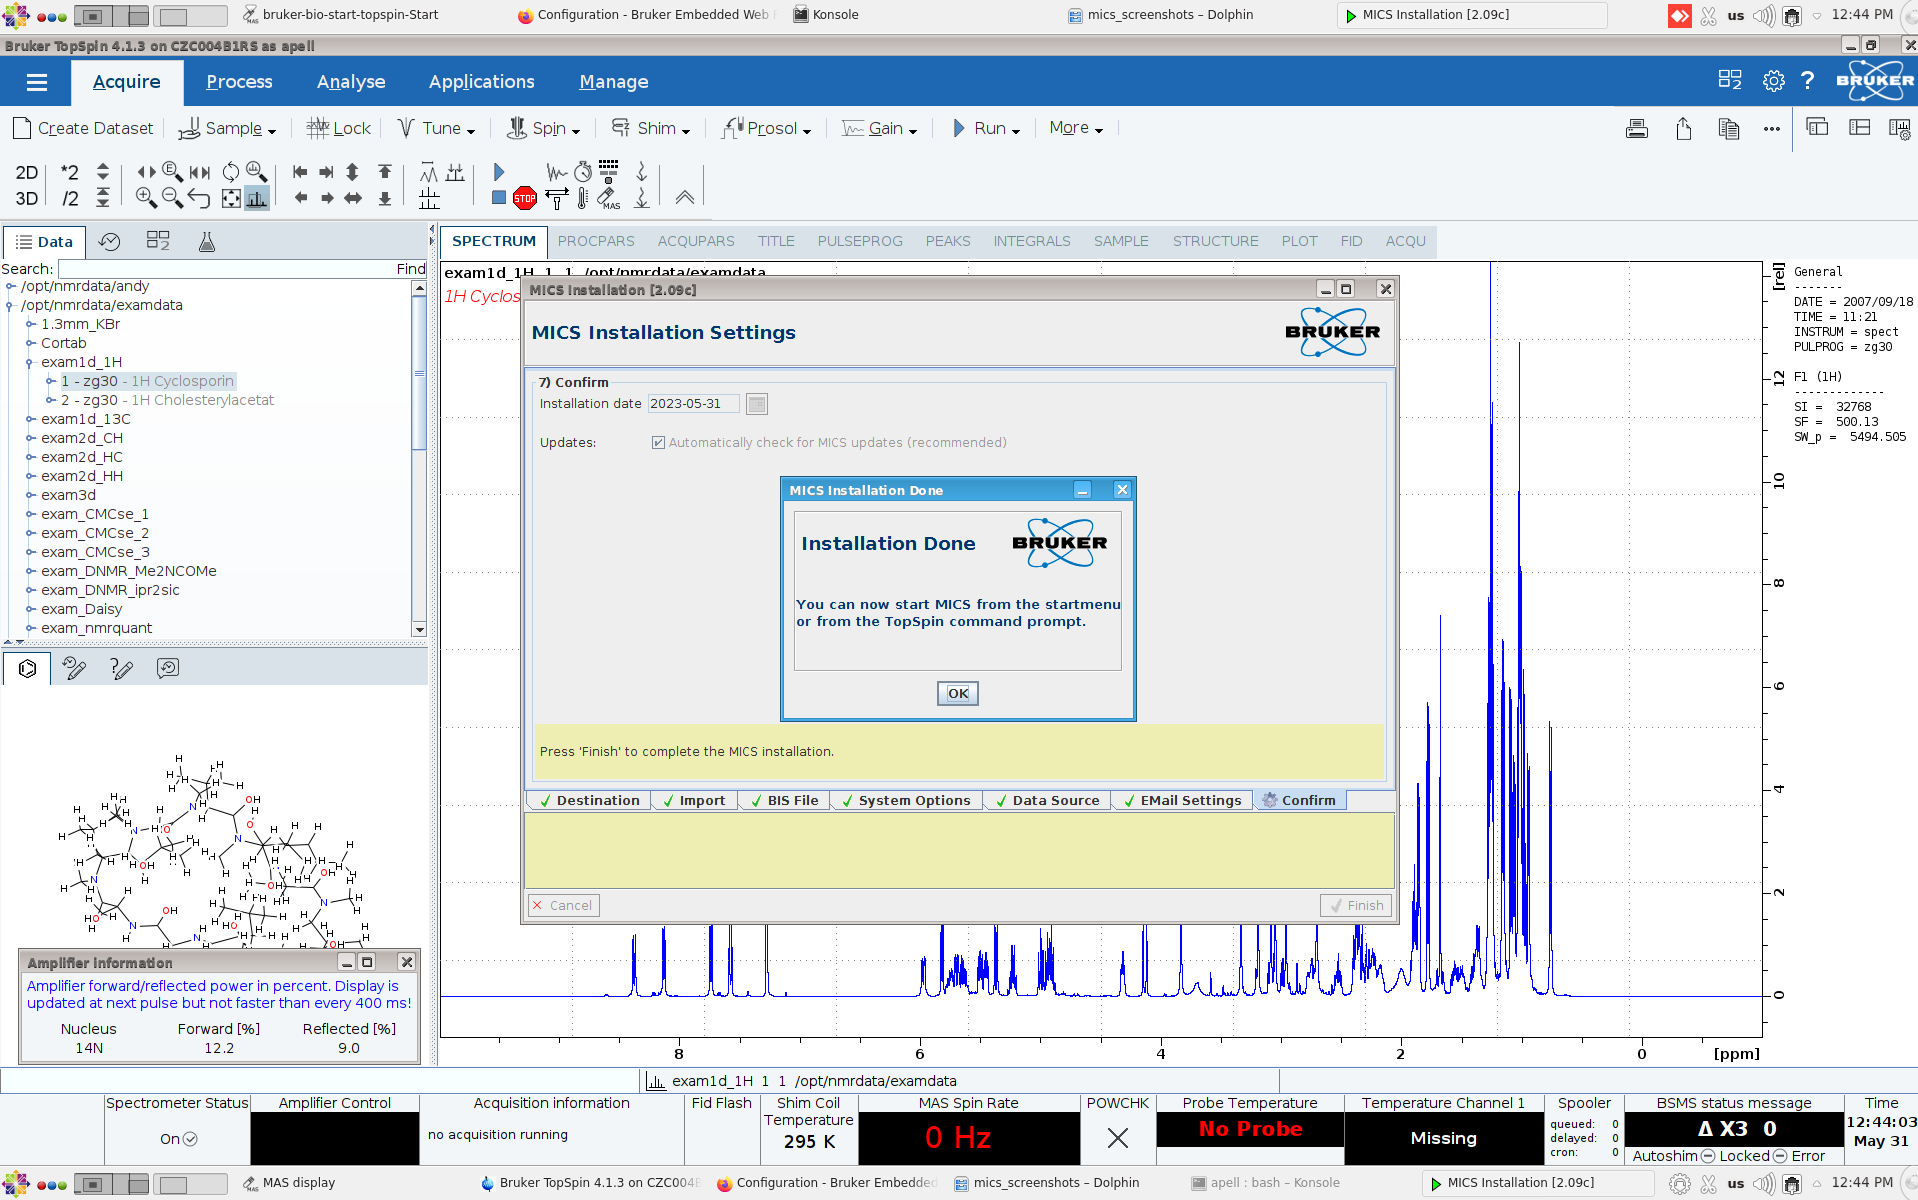 bruker-bio-start-topspin-Start
Configuration - Bruker Embedded Web
Konsole
mics_screenshots – Dolphin
MICS Installation [2.09c]
us
12:44 PM
Bruker TopSpin 4.1.3 on CZC004B1RS as apell
Acquire
Process
Analyse
Applications
Manage
BRUKER
Create Dataset
Sample
Lock
Tune
Spin
Shim
Prosol
Gain
Run
More
2D *2
3D /2
STOP
MAS
Data
SPECTRUM PROCPARS ACQUPARS TITLE PULSEPROG PEAKS INTEGRALS SAMPLE STRUCTURE PLOT FID ACQU
Search:
Find
/opt/nmrdata/andy
/opt/nmrdata/examdata
1.3mm_KBr
Cortab
exam1d_1H
1 - zg30 - 1H Cyclosporin
2 - zg30 - 1H Cholesterylacetat
exam1d_13C
exam2d_CH
exam2d_HC
exam2d_HH
exam3d
exam_CMCse_1
exam_CMCse_2
exam_CMCse_3
exam_DNMR_Me2NCOMe
exam_DNMR_ipr2sic
exam_Daisy
exam_nmrquant
exam1d_1H 1 1 /opt/nmrdata/examdata
1H Cyclos
[rel]
General
-------
DATE = 2007/09/18
TIME = 11:21
INSTRUM = spect
PULPROG = zg30
F1 (1H)
-------------
SI = 32768
SF = 500.13
SW_p = 5494.505
12
10
8
6
4
2
0
MICS Installation [2.09c]
MICS Installation Settings
BRUKER
7) Confirm
Installation date 2023-05-31
Updates:
Automatically check for MICS updates (recommended)
MICS Installation Done
Installation Done
BRUKER
You can now start MICS from the startmenu
or from the TopSpin command prompt.
OK
Press 'Finish' to complete the MICS installation.
Destination
Import
BIS File
System Options
Data Source
EMail Settings
Confirm
Cancel
Finish
8 6 4 2 0 [ppm]
Amplifier information
Amplifier forward/reflected power in percent. Display is
updated at next pulse but not faster than every 400 ms!
Nucleus Forward [%] Reflected [%]
14N 12.2 9.0
exam1d_1H 1 1 /opt/nmrdata/examdata
Spectrometer Status
On
Amplifier Control
Acquisition information
no acquisition running
Fid Flash
Shim Coil
Temperature
295 K
MAS Spin Rate
0 Hz
POWCHK
Probe Temperature
No Probe
Temperature Channel 1
Missing
Spooler
queued: 0
delayed: 0
cron: 0
BSMS status message
Δ X3 0
Autoshim Locked Error
Time
12:44:03
May 31
MAS display
Bruker TopSpin 4.1.3 on CZC004B
Configuration - Bruker Embedded
mics_screenshots – Dolphin
apell : bash – Konsole
MICS Installation [2.09c]
us
12:44 PM